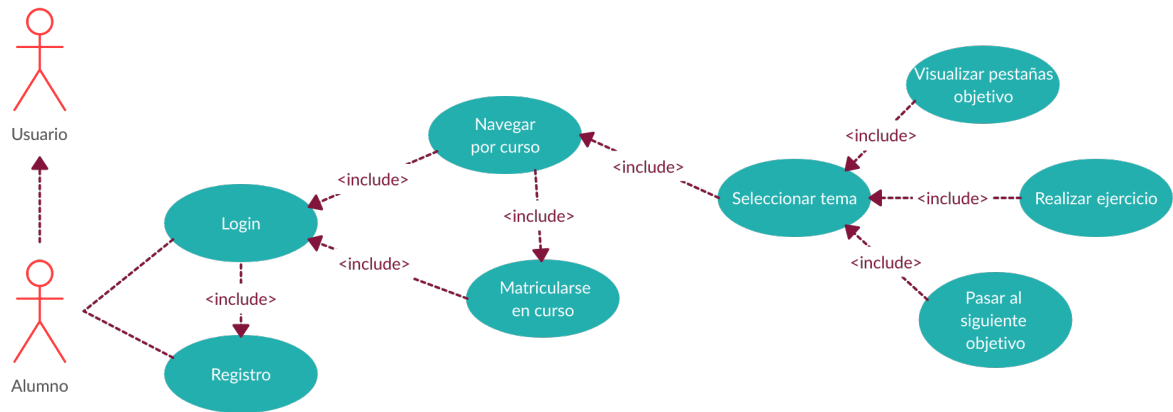 Usuario
Alumno
Login
<include>
Registro
<include>
<include>
Navegar
por curso
<include>
Matricularse
en curso
<include>
Seleccionar tema
<include>
Visualizar pestañas
objetivo
<include>
Realizar ejercicio
<include>
Pasar al
siguiente
objetivo